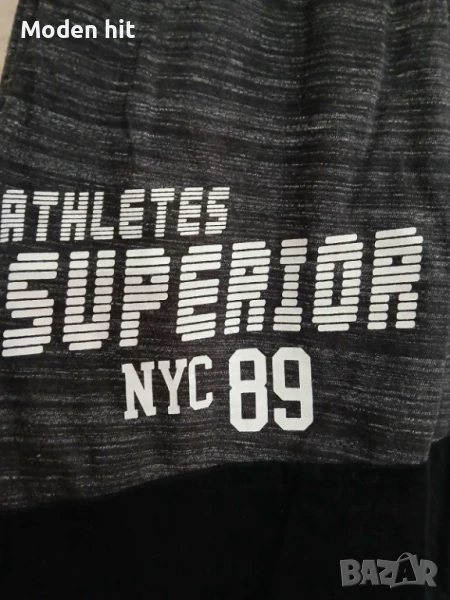 Moden hit
ATHLETES
SUPERIOR
NYC 89
BAZAR